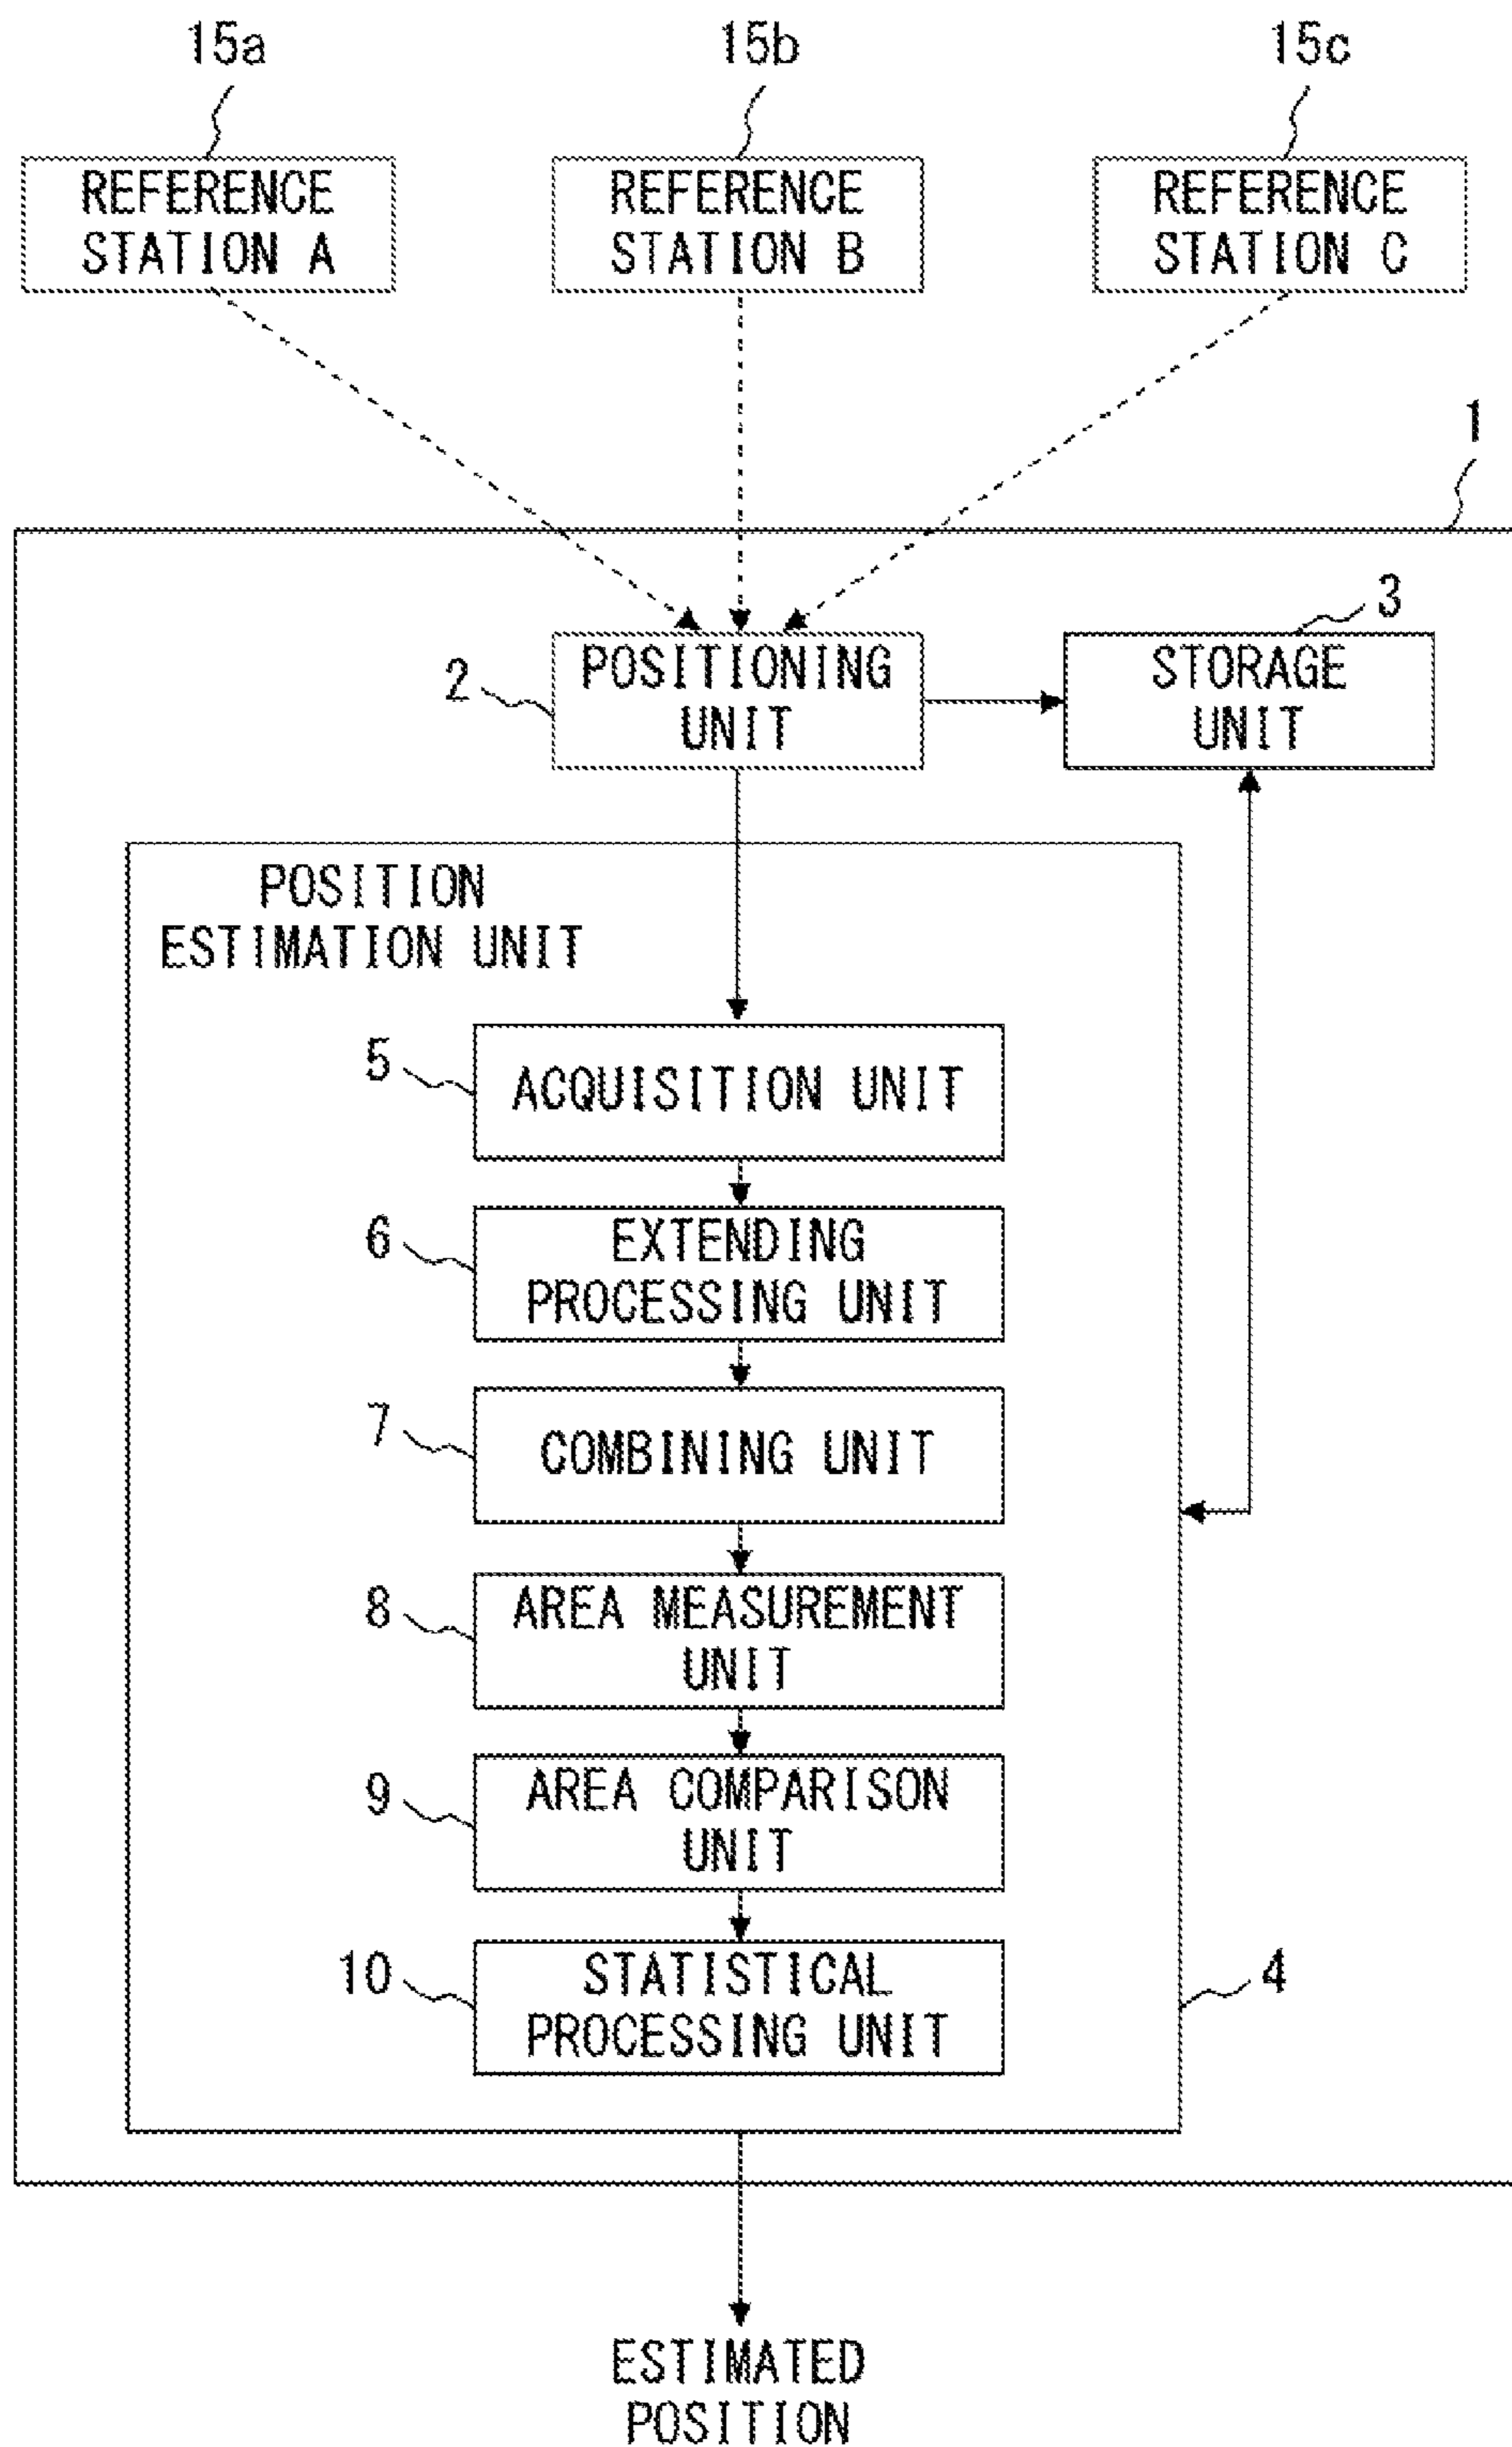 15a
15b
15c
REFERENCE
STATION A
REFERENCE
STATION B
REFERENCE
STATION C
1
2
POSITIONING
UNIT
3
STORAGE
UNIT
POSITION
ESTIMATION UNIT
5
ACQUISITION UNIT
6
EXTENDING
PROCESSING UNIT
7
COMBINING UNIT
8
AREA MEASUREMENT
UNIT
9
AREA COMPARISON
UNIT
10
STATISTICAL
PROCESSING UNIT
4
ESTIMATED
POSITION